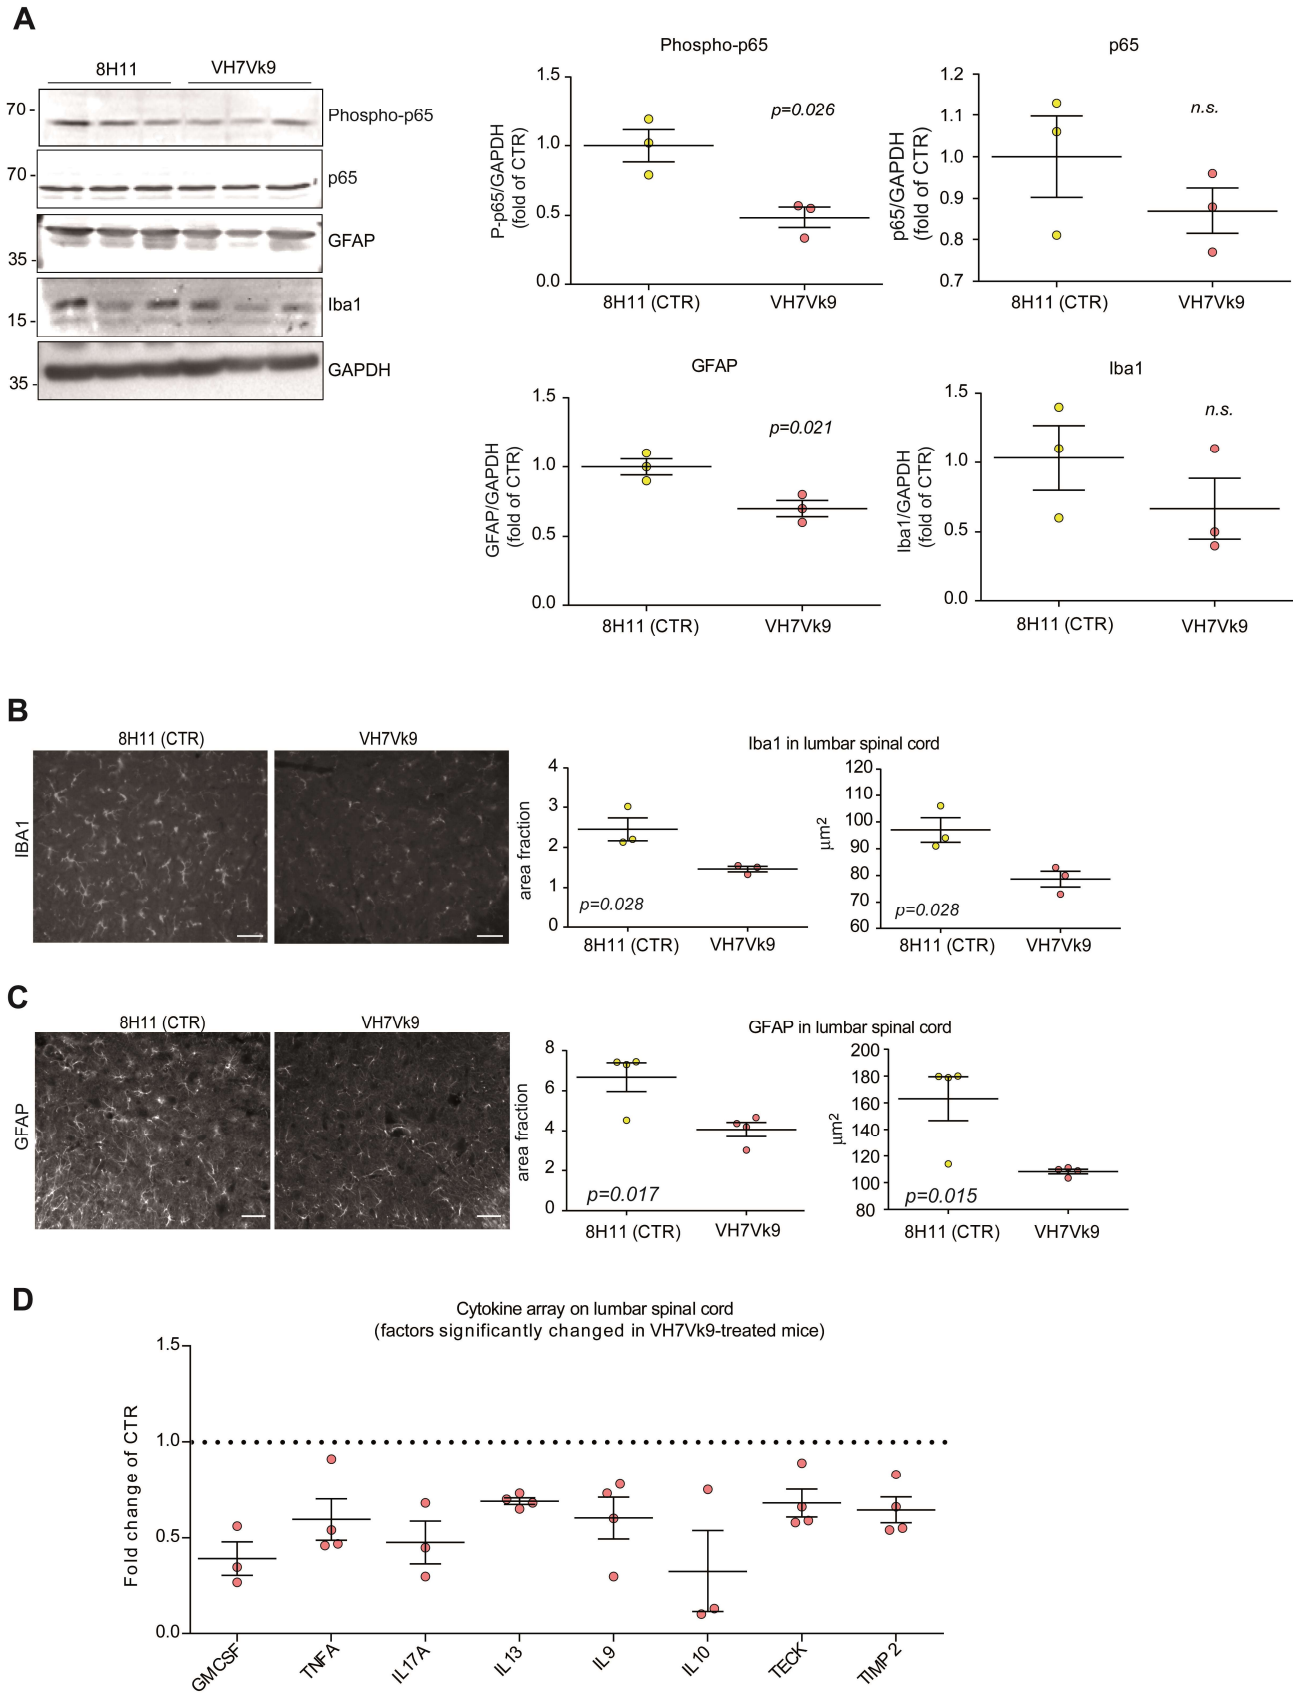 A
8H11
VH7Vk9
70
Phospho-p65
70
p65
GFAP
35
Iba1
15
GAPDH
35
Phospho-p65
1.5
1.0
0.5
0.0
P-p65/GAPDH
(fold of CTR)
p=0.026
8H11 (CTR)
VH7Vk9
p65
1.2
1.1
1.0
0.9
0.8
0.7
p65/GAPDH
(fold of CTR)
n.s.
8H11 (CTR)
VH7Vk9
GFAP
1.5
1.0
0.5
0.0
GFAP/GAPDH
(fold of CTR)
p=0.021
8H11 (CTR)
VH7Vk9
Iba1
1.5
1.0
0.5
0.0
Iba1/GAPDH
(fold of CTR)
n.s.
8H11 (CTR)
VH7Vk9
B
8H11 (CTR)
VH7Vk9
IBA1
Iba1 in lumbar spinal cord
4
3
2
1
0
area fraction
p=0.028
8H11 (CTR)
VH7Vk9
120
100
90
80
70
60
µm2
p=0.028
8H11 (CTR)
VH7Vk9
C
8H11 (CTR)
VH7Vk9
GFAP
GFAP in lumbar spinal cord
8
6
4
2
0
area fraction
p=0.017
8H11 (CTR)
VH7Vk9
200
180
160
140
120
100
80
µm2
p=0.015
8H11 (CTR)
VH7Vk9
D
Cytokine array on lumbar spinal cord
(factors significantly changed in VH7Vk9-treated mice)
1.5
1.0
0.5
0.0
Fold change of CTR
GMCSF
TNFA
IL17A
IL13
IL9
IL10
TECK
TIMP2